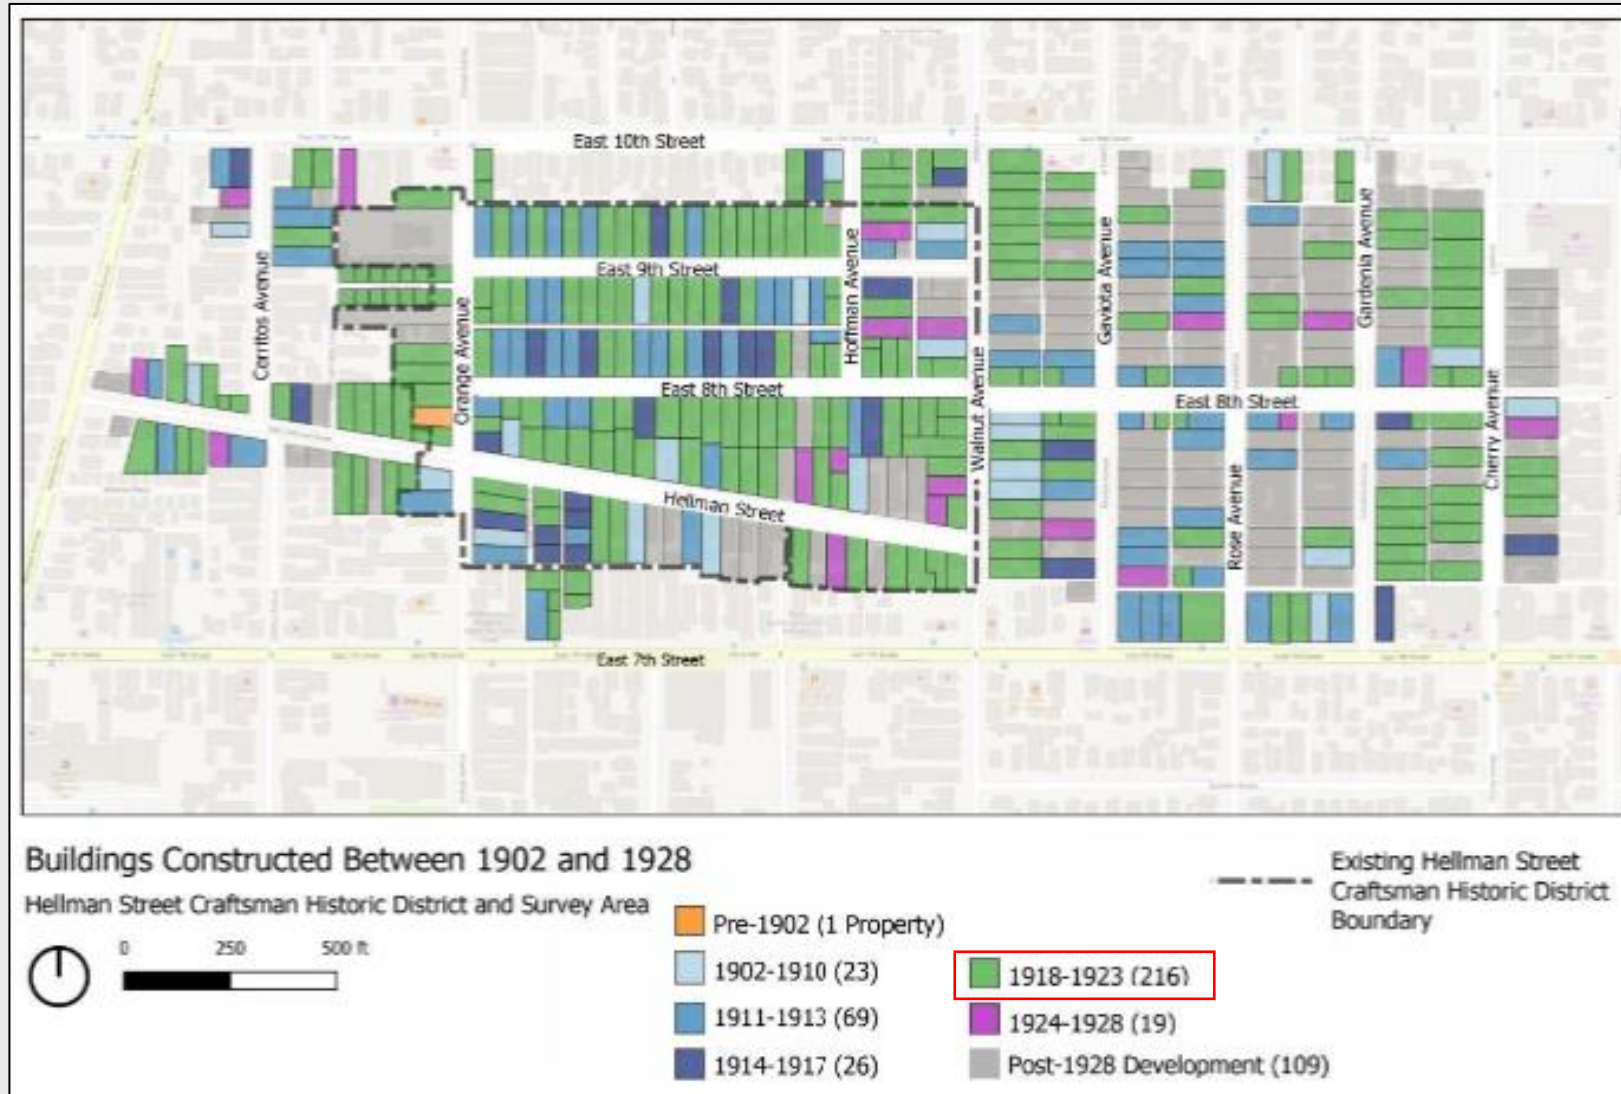 East 10th Street
East 9th Street
East 8th Street
East 8th Street
Hellman Street
East 7th Street
Cerritos Avenue
Orange Avenue
Hoffman Avenue
Walnut Avenue
Gaviota Avenue
Rose Avenue
Gardenia Avenue
Cherry Avenue
Buildings Constructed Between 1902 and 1928
Hellman Street Craftsman Historic District and Survey Area
0 250 500 ft
Pre-1902 (1 Property)
1902-1910 (23)
1911-1913 (69)
1914-1917 (26)
1918-1923 (216)
1924-1928 (19)
Post-1928 Development (109)
Existing Hellman Street
Craftsman Historic District
Boundary